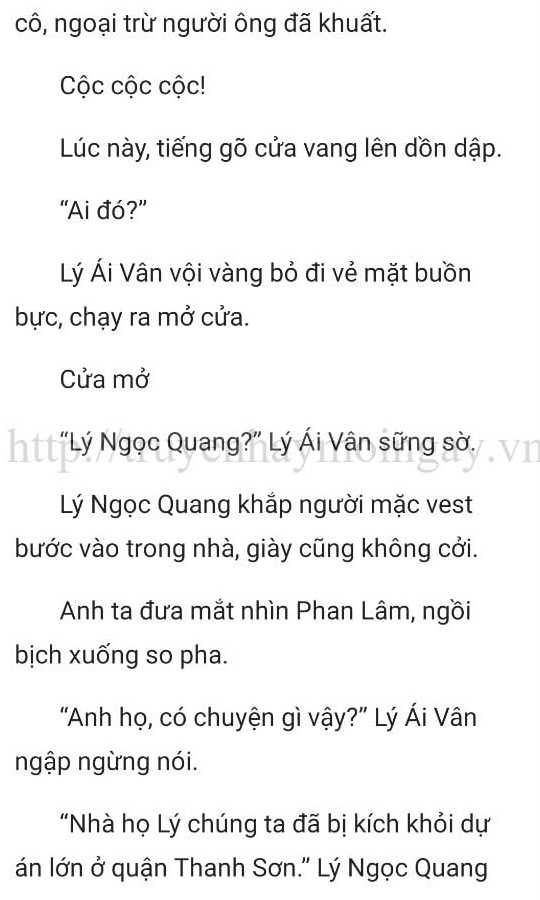 cô, ngoại trừ người ông đã khuất.
Cộc cộc cộc!
Lúc này, tiếng gõ cửa vang lên dồn dập.
“Ai đó?”
Lý Ái Vân vội vàng bỏ đi vẻ mặt buồn
bực, chạy ra mở cửa.
Cửa mở
“Lý Ngọc Quang?” Lý Ái Vân sững sờ.
http://truyenhaymoingay.vn
Lý Ngọc Quang khắp người mặc vest
bước vào trong nhà, giày cũng không cởi.
Anh ta đưa mắt nhìn Phan Lâm, ngồi
bịch xuống so pha.
“Anh họ, có chuyện gì vậy?” Lý Ái Vân
ngập ngừng nói.
“Nhà họ Lý chúng ta đã bị kích khỏi dự
án lớn ở quận Thanh Sơn.” Lý Ngọc Quang